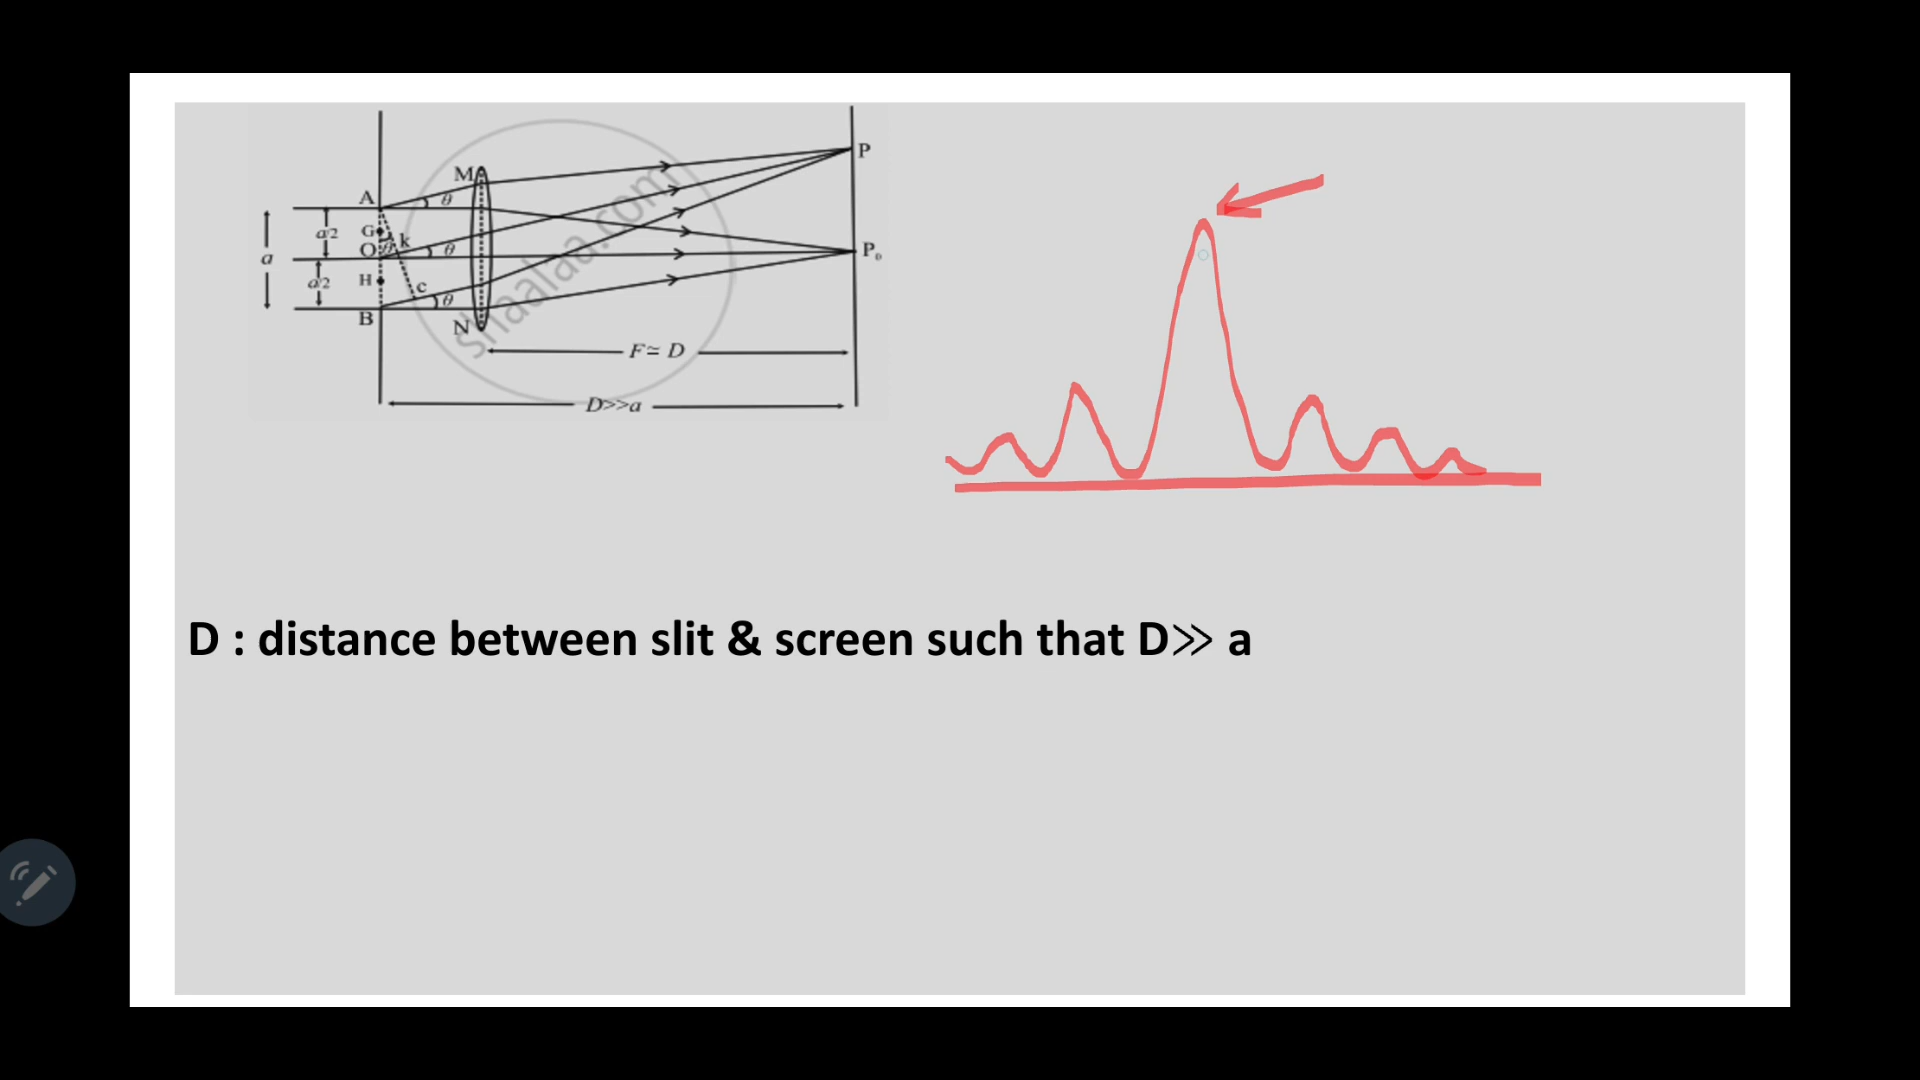 P
M
A
θ
a/2
G
k
O
θ
θ
P₀
a
a/2
H
c
θ
B
N
shaalaa.com
F≃ D
D>>a
D : distance between slit & screen such that D≫ a